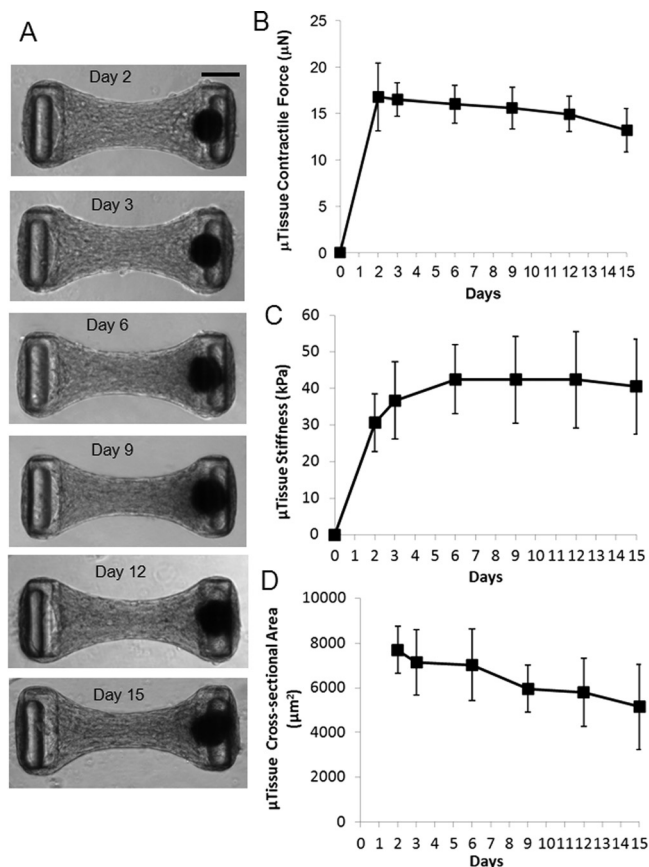 A
Day 2
Day 3
Day 6
Day 9
Day 12
Day 15
B
μTissue Contractile Force (μN)
25
20
15
10
5
0
0 1 2 3 4 5 6 7 8 9 10 11 12 13 14 15
Days
C
μTissue Stiffness (kPa)
60
50
40
30
20
10
0
0 1 2 3 4 5 6 7 8 9 10 11 12 13 14 15
Days
D
μTissue Cross-sectional Area
(μm²)
10000
8000
6000
4000
2000
0
0 1 2 3 4 5 6 7 8 9 10 11 12 13 14 15
Days